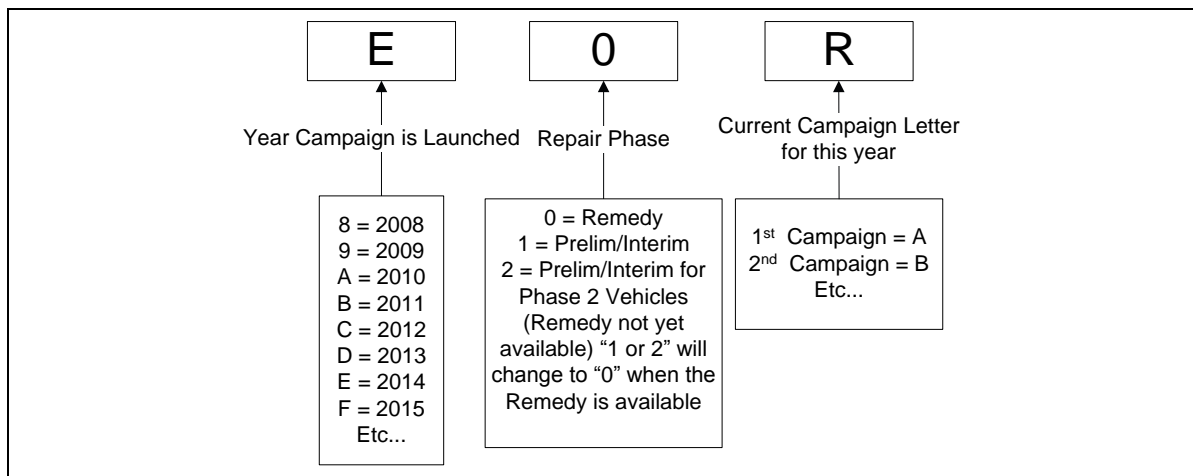 E
0
R
Year Campaign is Launched
Repair Phase
Current Campaign Letter
for this year
8 = 2008
9 = 2009
A = 2010
B = 2011
C = 2012
D = 2013
E = 2014
F = 2015
Etc...
0 = Remedy
1 = Prelim/Interim
2 = Prelim/Interim for
Phase 2 Vehicles
(Remedy not yet
available) “1 or 2” will
change to “0” when the
Remedy is available
1st Campaign = A
2nd Campaign = B
Etc...